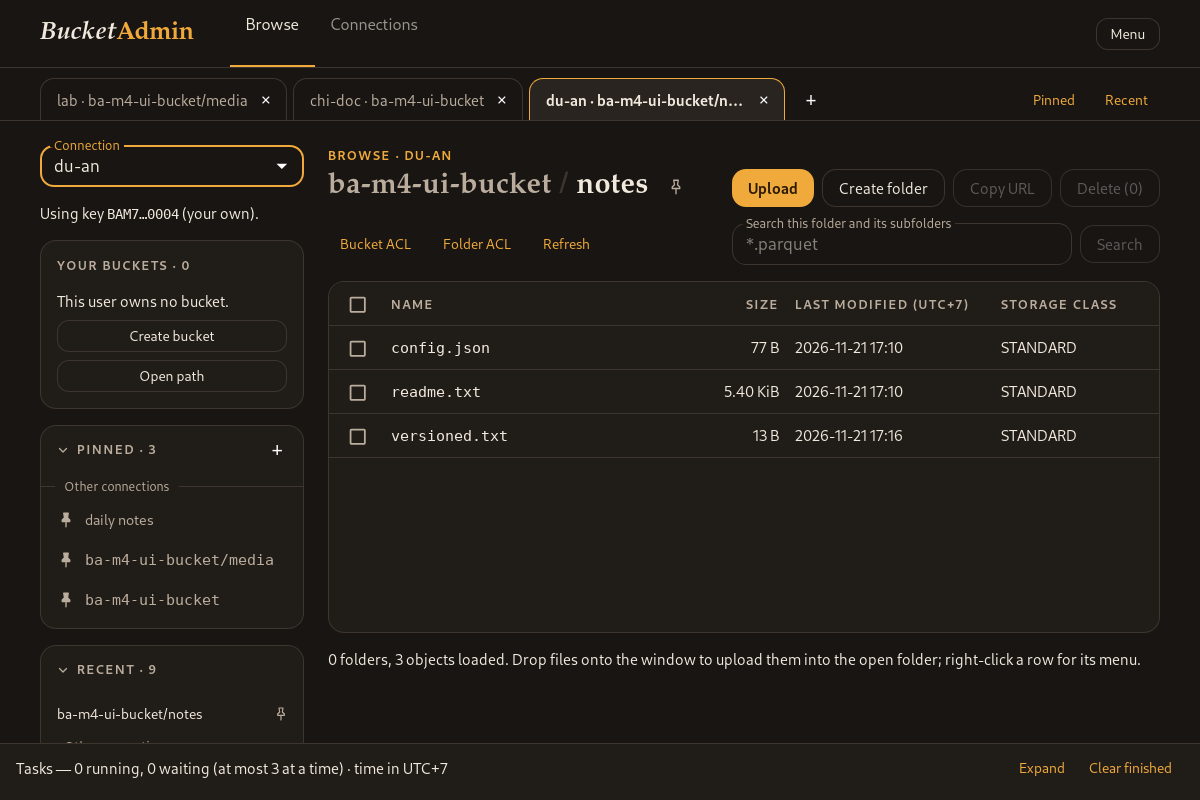 BucketAdmin
Browse
Connections
Menu
lab · ba-m4-ui-bucket/media ×
chi-doc · ba-m4-ui-bucket ×
du-an · ba-m4-ui-bucket/n... ×
+
Pinned
Recent
Connection
du-an
Using key BAM7…0004 (your own).
YOUR BUCKETS · 0
This user owns no bucket.
Create bucket
Open path
PINNED · 3
+
Other connections
daily notes
ba-m4-ui-bucket/media
ba-m4-ui-bucket
RECENT · 9
ba-m4-ui-bucket/notes
BROWSE · DU-AN
ba-m4-ui-bucket / notes
Upload
Create folder
Copy URL
Delete (0)
Bucket ACL
Folder ACL
Refresh
Search this folder and its subfolders
*.parquet
Search
NAME SIZE LAST MODIFIED (UTC+7) STORAGE CLASS
config.json 77 B 2026-11-21 17:10 STANDARD
readme.txt 5.40 KiB 2026-11-21 17:10 STANDARD
versioned.txt 13 B 2026-11-21 17:16 STANDARD
0 folders, 3 objects loaded. Drop files onto the window to upload them into the open folder; right-click a row for its menu.
Tasks — 0 running, 0 waiting (at most 3 at a time) · time in UTC+7
Expand
Clear finished